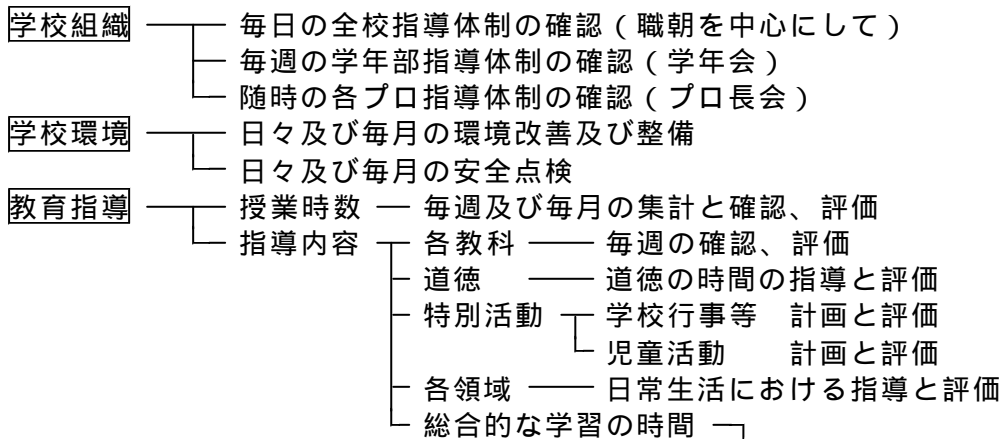 学校組織 毎日の全校指導体制の確認（職朝を中心にして）
毎週の学年部指導体制の確認（学年会）
随時の各プロ指導体制の確認（プロ長会）
学校環境 日々及び毎月の環境改善及び整備
日々及び毎月の安全点検
教育指導 授業時数 毎週及び毎月の集計と確認、評価
指導内容 各教科 毎週の確認、評価
道徳 道徳の時間の指導と評価
特別活動 学校行事等 計画と評価
児童活動 計画と評価
各領域 日常生活における指導と評価
総合的な学習の時間